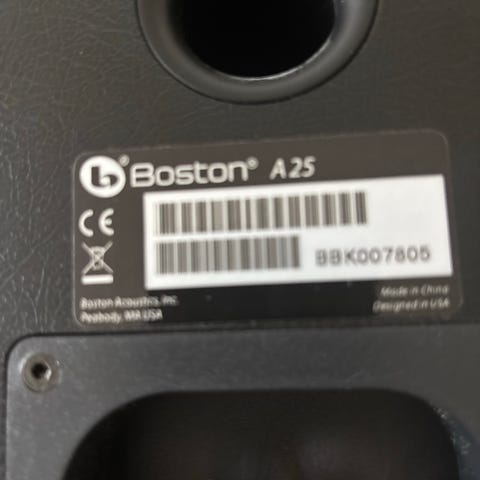 b Boston® A25
CE
BBK007805
Boston Acoustics, Inc.
Peabody, MA USA
Made in China
Designed in USA